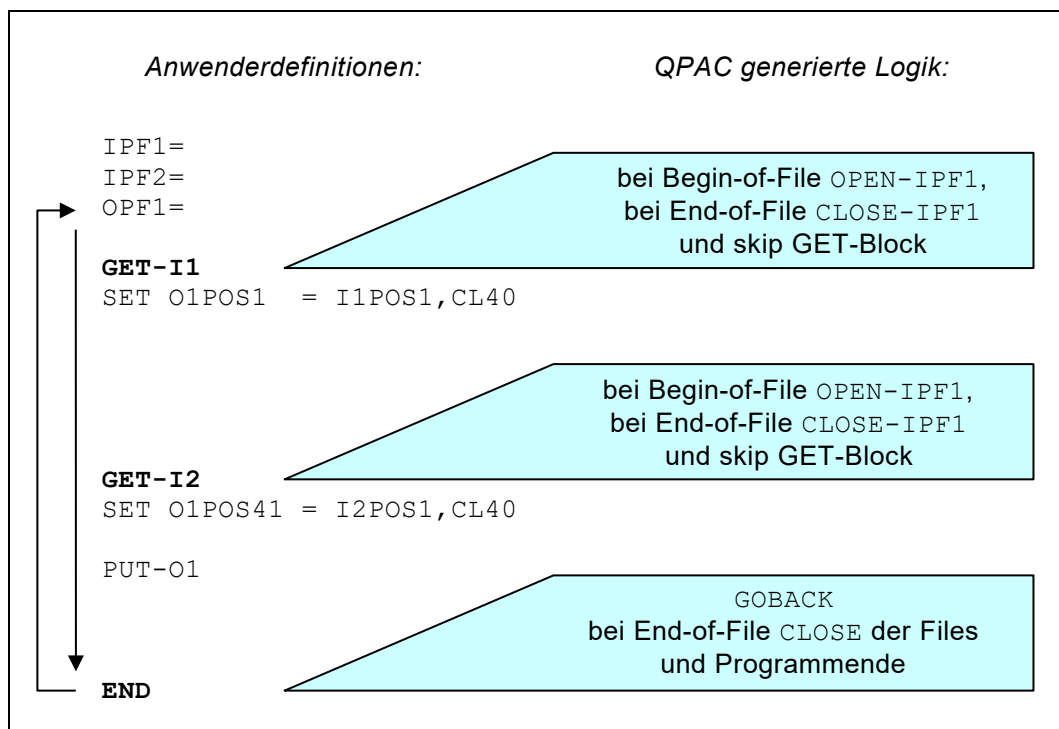 Anwenderdefinitionen: QPAC generierte Logik:
IPF1=
IPF2=
OPF1=
bei Begin-of-File OPEN-IPF1,
bei End-of-File CLOSE-IPF1
und skip GET-Block
GET-I1
SET O1POS1 = I1POS1,CL40
bei Begin-of-File OPEN-IPF1,
bei End-of-File CLOSE-IPF1
und skip GET-Block
GET-I2
SET O1POS41 = I2POS1,CL40
PUT-O1
GOBACK
bei End-of-File CLOSE der Files
und Programmende
END